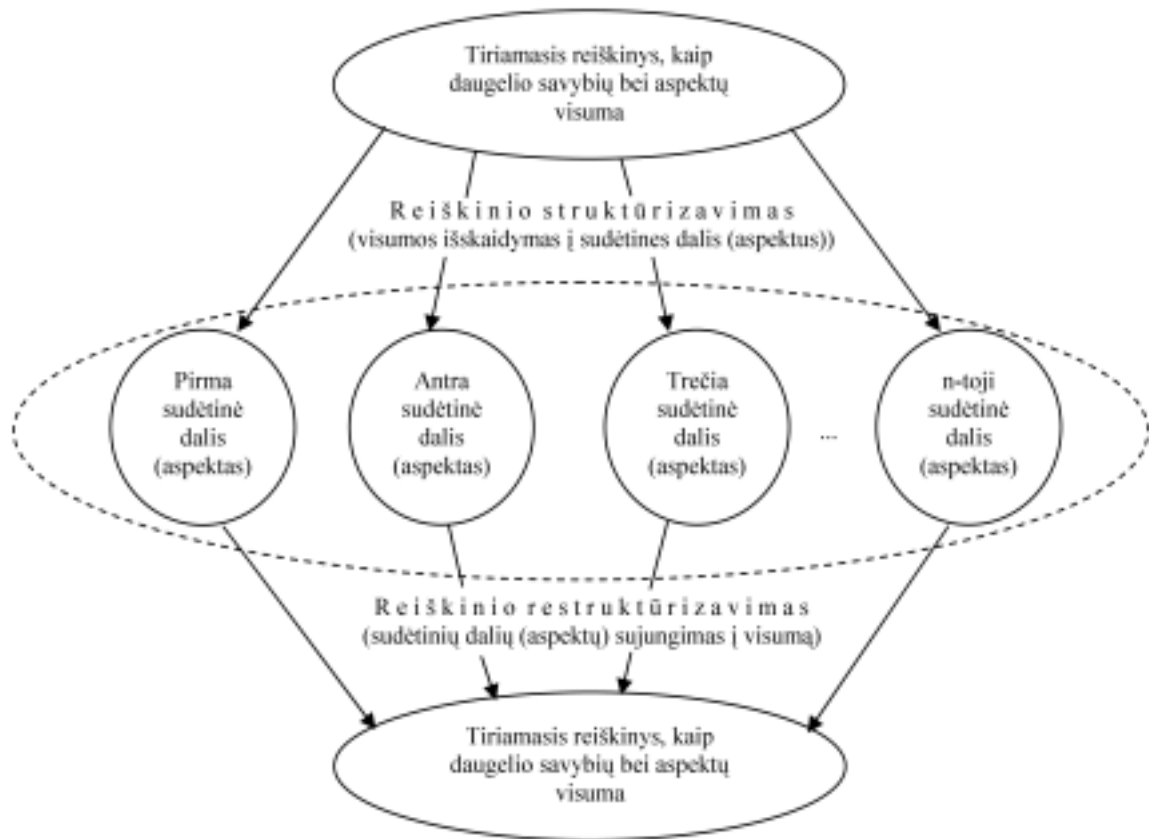 Tiriamasis reiškinys, kaip
daugelio savybių bei aspektų
visuma
Reiškinio struktūrizavimas
(visumos išskaidymas į sudėtines dalis (aspektus))
Pirma
sudėtinė
dalis
(aspektas)
Antra
sudėtinė
dalis
(aspektas)
Trečia
sudėtinė
dalis
(aspektas)
...
n-toji
sudėtinė
dalis
(aspektas)
Reiškinio restruktūrizavimas
(sudėtinių dalių (aspektų) sujungimas į visumą)
Tiriamasis reiškinys, kaip
daugelio savybių bei aspektų
visuma